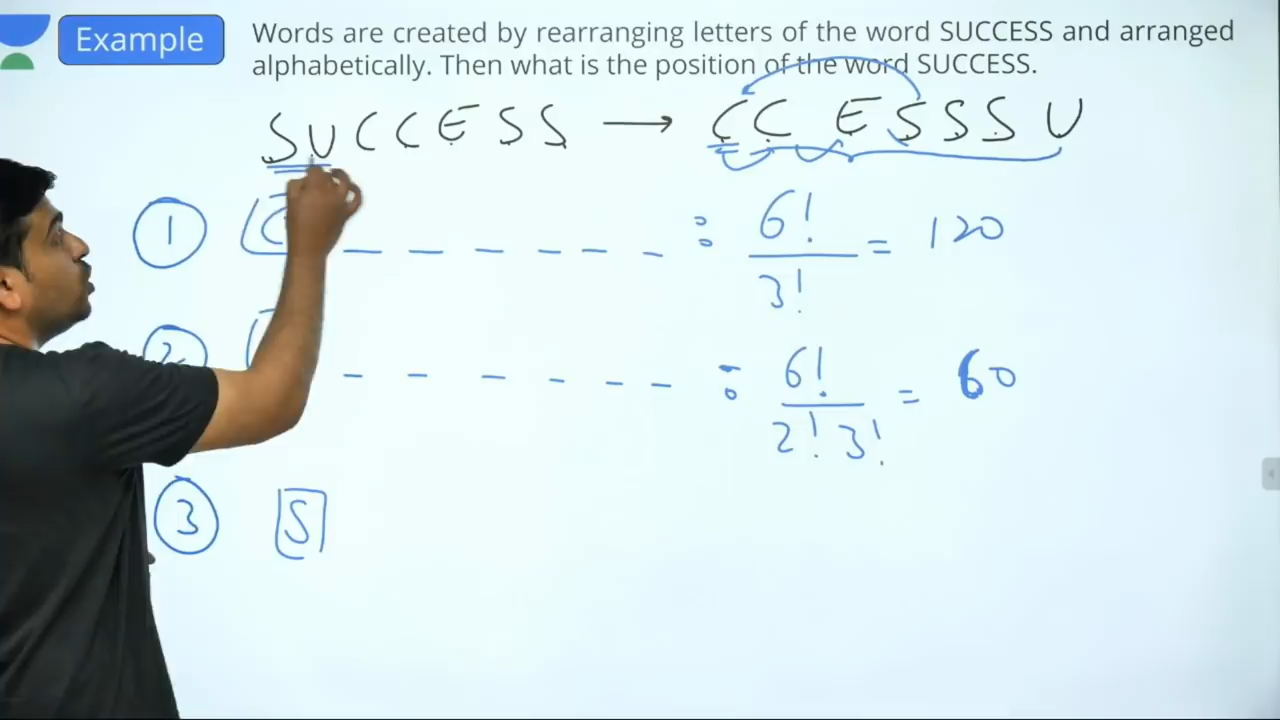 Example
Words are created by rearranging letters of the word SUCCESS and arranged
alphabetically. Then what is the position of the word SUCCESS.
SUCCESS → CCESSSU
1 C _ _ _ _ _ _ : 6!/3! = 120
2 _ _ _ _ _ _ : 6!/2!3! = 60
3 S